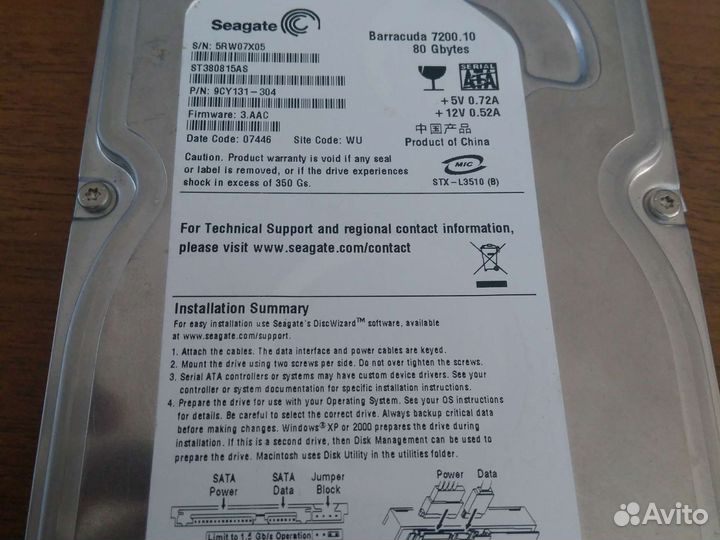 Seagate
S/N: 5RW07X05
ST380815AS
P/N: 9CY131-304
Firmware: 3.AAC
Date Code: 07446 Site Code: WU
Barracuda 7200.10
80 Gbytes
SERIAL
ATA
+5V 0.72A
+12V 0.52A
中国产品
Product of China
Caution. Product warranty is void if any seal
or label is removed, or if the drive experiences
shock in excess of 350 Gs.
MIC
STX-L3510 (B)
For Technical Support and regional contact information,
please visit www.seagate.com/contact
Installation Summary
For easy installation use Seagate's DiscWizard™ software, available
at www.seagate.com/support.
1. Attach the cables. The data interface and power cables are keyed.
2. Mount the drive using two screws per side. Do not over tighten the screws.
3. Serial ATA controllers or systems may have custom device drivers. See your
controller or system documentation for specific installation instructions.
4. Prepare the drive for use with your Operating System. See your OS instructions
for details. Be careful to select the correct drive. Always backup critical data
before making changes. Windows® XP or 2000 prepares the drive during
installation. If this is a second drive, then Disk Management can be used to
prepare the drive. Macintosh uses Disk Utility in the utilities folder.
SATA Power
SATA Data
Jumper Block
Power Data
Limit to 1.5 Gb/s Operation
Avito